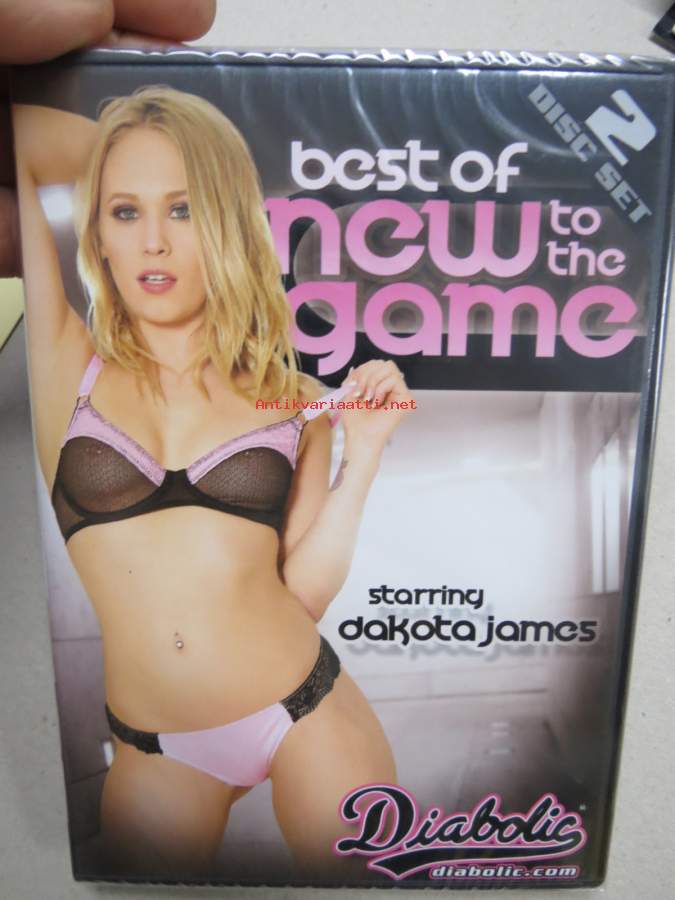 2
DISC SET
best of
new to the
game
Antikvariaatti.net
starring
dakota james
Diabolic
diabolic.com